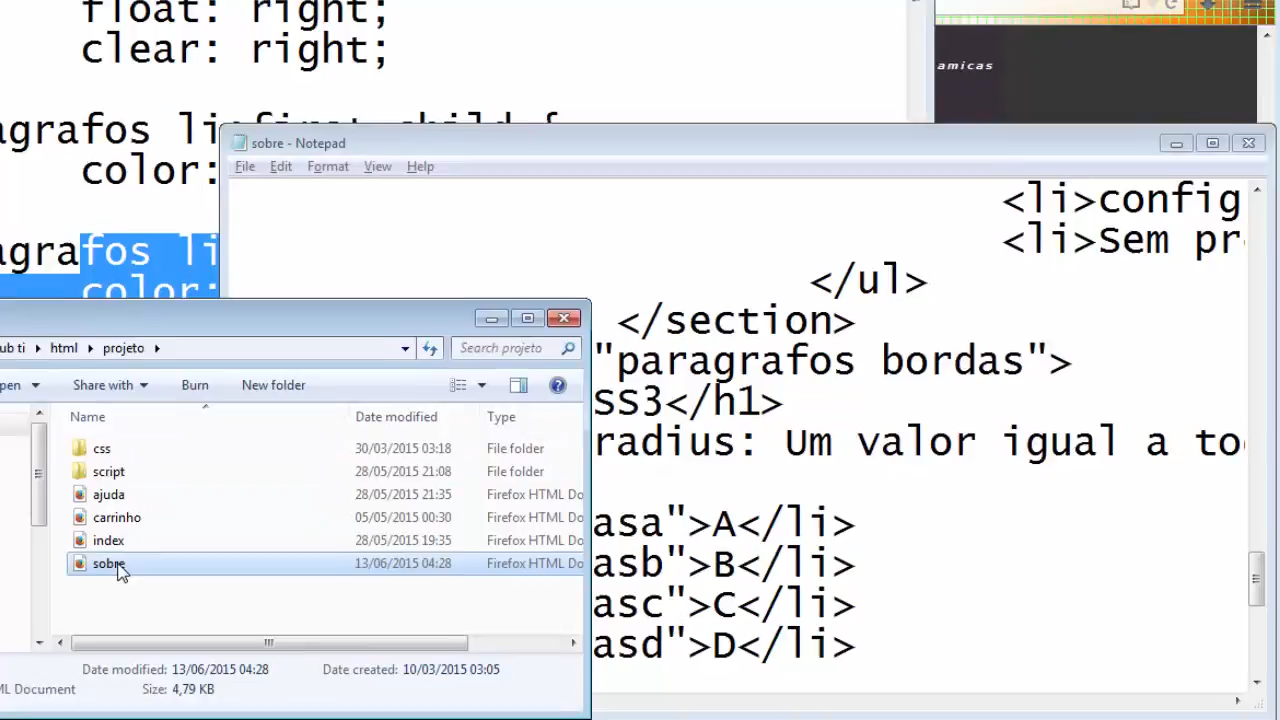 float: right;
clear: right;
amicas
agrafos li:first-child {
color:
agrafos li
color:
sobre - Notepad
File Edit Format View Help
<li>config
<li>Sem pr
</ul>
</section>
"paragrafos bordas">
SS3</h1>
radius: Um valor igual a to
asa">A</li>
asb">B</li>
asc">C</li>
asd">D</li>
ub ti html projeto
Search projeto
pen Share with Burn New folder
Name Date modified Type
css 30/03/2015 03:18 File folder
script 28/05/2015 21:08 File folder
ajuda 28/05/2015 21:35 Firefox HTML Do
carrinho 05/05/2015 00:30 Firefox HTML Do
index 28/05/2015 19:35 Firefox HTML Do
sobre 13/06/2015 04:28 Firefox HTML Do
Date modified: 13/06/2015 04:28 Date created: 10/03/2015 03:05
ML Document Size: 4,79 KB